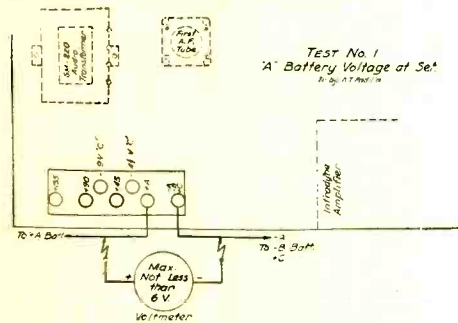 TEST No. 1
"A" Battery Voltage at Set
SM-220
Audio
Transformer
First
A.F.
Tube
Infradyne
Amplifier
+90
+45
+A
To +A Batt
-A
To -B Batt.
+C
+
-
Max.
Not Less
than
6 V.
Voltmeter